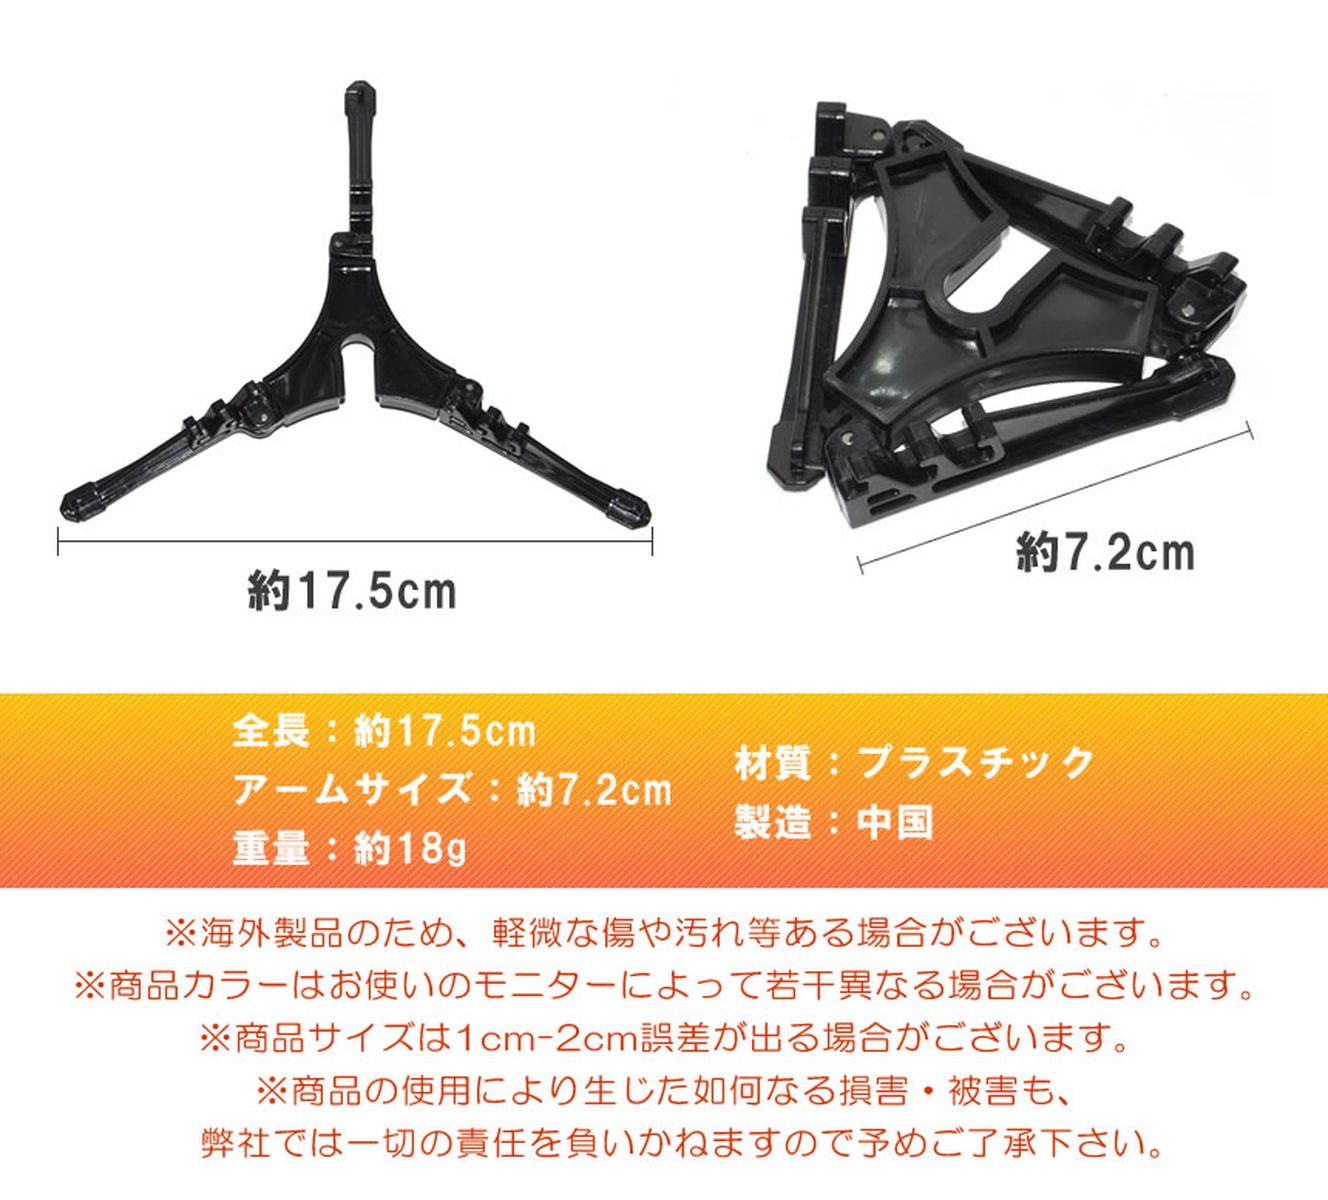 約17.5cm
約7.2cm
全長：約17.5cm
アームサイズ：約7.2cm
重量：約18g
材質：プラスチック
製造：中国
※海外製品のため、軽微な傷や汚れ等ある場合がございます。
※商品カラーはお使いのモニターによって若干異なる場合がございます。
※商品サイズは1cm-2cm誤差が出る場合がございます。
※商品の使用により生じた如何なる損害・被害も、
弊社では一切の責任を負いかねますので予めご了承下さい。